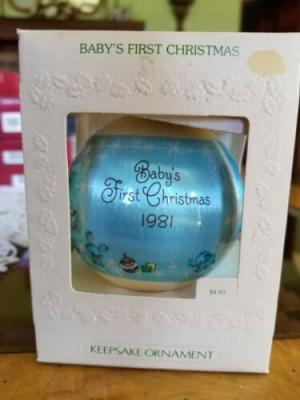 BABY'S FIRST CHRISTMAS
Baby's
First Christmas
1981
$4.50
KEEPSAKE ORNAMENT